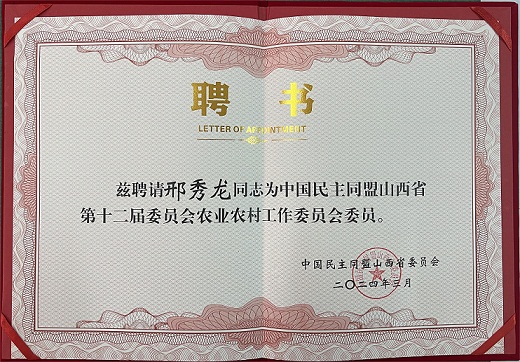 聘 书
LETTER OF APPOINTMENT
兹聘请邢秀龙同志为中国民主同盟山西省
第十二届委员会农业农村工作委员会委员。
中国民主同盟山西省委员会
二〇二四年三月